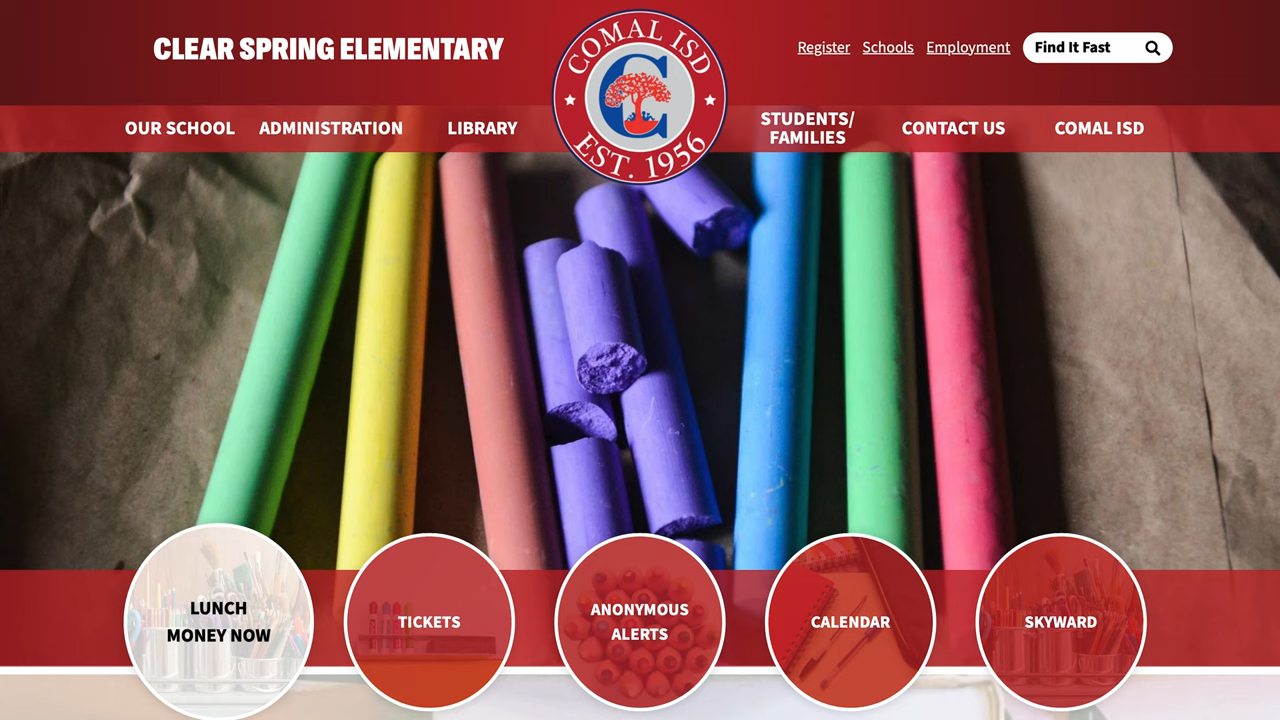 CLEAR SPRING ELEMENTARY
COMAL ISD
EST. 1956
C
Register Schools Employment
Find It Fast
OUR SCHOOL ADMINISTRATION LIBRARY
STUDENTS/
FAMILIES
CONTACT US COMAL ISD
LUNCH
MONEY NOW
TICKETS
ANONYMOUS
ALERTS
CALENDAR
SKYWARD